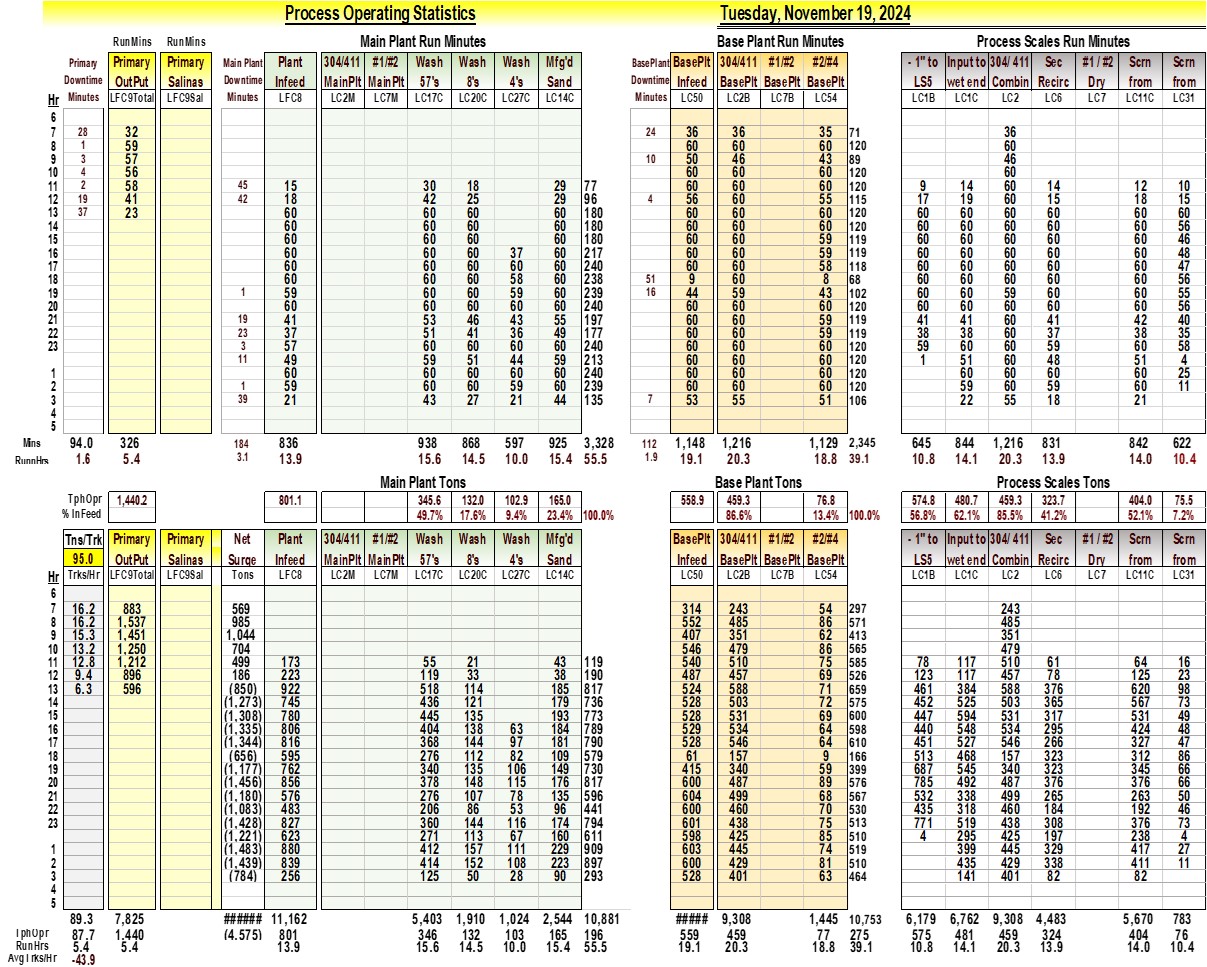 Process Operating Statistics Tuesday, November 19, 2024
RunMins RunMins Main Plant Run Minutes Base Plant Run Minutes Process Scales Run Minutes
Primary Primary Primary Main Plant Plant 304/411 #1/#2 Wash Wash Wash Mfg'd BasePlant BasePlt 304/411 #1/#2 #2/#4 - 1" to Input to 304/ 411 Sec #1 / #2 Scrn Scrn
Downtime OutPut Salinas Downtime Infeed MainPlt MainPlt 57's 8's 4's Sand Downtime Infeed BasePlt BasePlt BasePlt LS5 wet end Combin Recirc Dry from from
Hr Minutes LFC9Total LFC9Sal Minutes LFC8 LC2M LC7M LC17C LC20C LC27C LC14C Minutes LC50 LC2B LC7B LC54 LC1B LC1C LC2 LC6 LC7 LC11C LC31
6
7 28 32 24 36 36 35 71 36
8 1 59 60 60 60 120 60
9 3 57 10 50 46 43 89 46
10 4 56 60 60 60 120 60
11 2 58 45 15 30 18 29 77 60 60 60 120 9 14 60 14 12 10
12 19 41 42 18 42 25 29 96 4 56 60 55 115 17 19 60 15 18 15
13 37 23 60 60 60 60 180 60 60 60 120 60 60 60 60 60 60
14 60 60 60 60 180 60 60 60 120 60 60 60 60 60 56
15 60 60 60 60 180 60 60 59 119 60 60 60 60 60 46
16 60 60 60 37 60 217 60 60 59 119 60 60 60 60 60 48
17 60 60 60 60 60 240 60 60 58 118 60 60 60 60 60 47
18 60 60 60 58 60 238 51 9 60 8 68 60 60 60 60 60 56
19 1 59 60 60 59 60 239 16 44 59 43 102 60 60 59 60 60 55
20 60 60 60 60 60 240 60 60 60 120 60 60 60 60 60 56
21 19 41 53 46 43 55 197 60 60 59 119 41 41 60 41 42 40
22 23 37 51 41 36 49 177 60 60 59 119 38 38 60 37 38 35
23 3 57 60 60 60 60 240 60 60 60 120 59 60 60 60 60 58
11 49 59 51 44 59 213 60 60 60 120 1 51 60 48 51 4
1 60 60 60 60 60 240 60 60 60 120 60 60 60 60 25
2 1 59 60 60 59 60 239 60 60 60 120 59 60 59 60 11
3 39 21 43 27 21 44 135 7 53 55 51 106 22 55 18 21
4
5
Mins 94.0 326 184 836 938 868 597 925 3,328 112 1,148 1,216 1,129 2,345 645 844 1,216 831 842 622
RunnHrs 1.6 5.4 3.1 13.9 15.6 14.5 10.0 15.4 55.5 1.9 19.1 20.3 18.8 39.1 10.8 14.1 20.3 13.9 14.0 10.4
Main Plant Tons Base Plant Tons Process Scales Tons
TphOpr 1,440.2 801.1 345.6 132.0 102.9 165.0 558.9 459.3 76.8 574.8 480.7 459.3 323.7 404.0 75.5
% InFeed 49.7% 17.6% 9.4% 23.4% 100.0% 86.6% 13.4% 100.0% 56.8% 62.1% 85.5% 41.2% 52.1% 7.2%
Tns/Trk Primary Primary Net Plant 304/411 #1/#2 Wash Wash Wash Mfg'd BasePlt 304/411 #1/#2 #2/#4 - 1" to Input to 304/ 411 Sec #1 / #2 Scrn Scrn
95.0 OutPut Salinas Surge Infeed MainPlt MainPlt 57's 8's 4's Sand Infeed BasePlt BasePlt BasePlt LS5 wet end Combin Recirc Dry from from
Hr Trks/Hr LFC9Total LFC9Sal Tons LFC8 LC2M LC7M LC17C LC20C LC27C LC14C LC50 LC2B LC7B LC54 LC1B LC1C LC2 LC6 LC7 LC11C LC31
6
7 16.2 883 569 314 243 54 297 243
8 16.2 1,537 985 552 485 86 571 485
9 15.3 1,451 1,044 407 351 62 413 351
10 13.2 1,250 704 546 479 86 565 479
11 12.8 1,212 499 173 55 21 43 119 540 510 75 585 78 117 510 61 64 16
12 9.4 896 186 223 119 33 38 190 487 457 69 526 123 117 457 78 125 23
13 6.3 596 (850) 922 518 114 185 817 524 588 71 659 461 384 588 376 620 98
14 (1,273) 745 436 121 179 736 528 503 72 575 452 525 503 365 567 73
15 (1,308) 780 445 135 193 773 528 531 69 600 447 594 531 317 531 49
16 (1,335) 806 404 138 63 184 789 529 534 64 598 440 548 534 295 424 48
17 (1,344) 816 368 144 97 181 790 528 546 64 610 451 527 546 266 327 47
18 (656) 595 276 112 82 109 579 61 157 9 166 513 468 157 323 312 86
19 (1,177) 762 340 135 106 149 730 415 340 59 399 687 545 340 323 345 66
20 (1,456) 856 378 148 115 176 817 600 487 89 576 785 492 487 376 376 66
21 (1,180) 576 276 107 78 135 596 604 499 68 567 532 338 499 265 263 50
22 (1,083) 483 206 86 53 96 441 600 460 70 530 435 318 460 184 192 46
23 (1,428) 827 360 144 116 174 794 601 438 75 513 771 519 438 308 376 73
(1,221) 623 271 113 67 160 611 598 425 85 510 4 295 425 197 238 4
1 (1,483) 880 412 157 111 229 909 603 445 74 519 399 445 329 417 27
2 (1,439) 839 414 152 108 223 897 600 429 81 510 435 429 338 411 11
3 (784) 256 125 50 28 90 293 528 401 63 464 141 401 82 82
4
5
89.3 7,825 ###### 11,162 5,403 1,910 1,024 2,544 10,881 ##### 9,308 1,445 10,753 6,179 6,762 9,308 4,483 5,670 783
TphOpr 87.7 1,440 (4.575) 801 346 132 103 165 196 559 459 77 275 575 481 459 324 404 76
RunHrs 5.4 5.4 13.9 15.6 14.5 10.0 15.4 55.5 19.1 20.3 18.8 39.1 10.8 14.1 20.3 13.9 14.0 10.4
AvgTrks/Hr -43.9